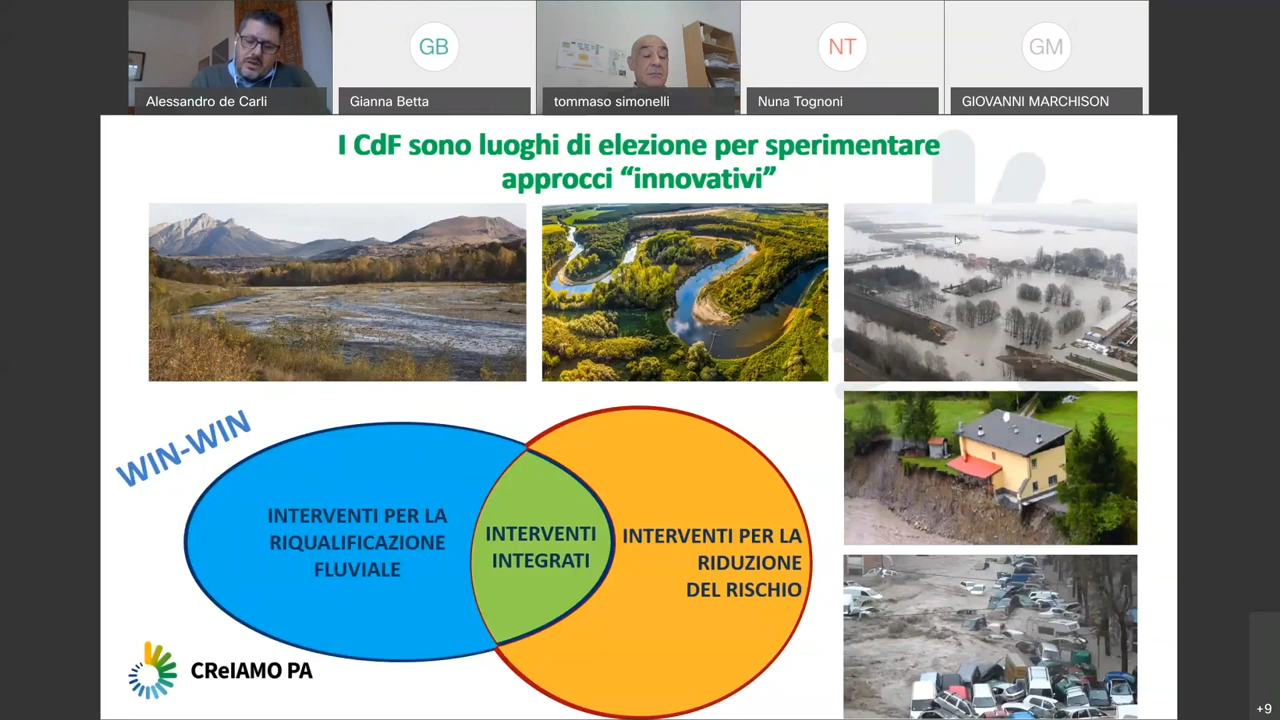 GB
NT
GM
Alessandro de Carli
Gianna Betta
tommaso simonelli
Nuna Tognoni
GIOVANNI MARCHISON
I CdF sono luoghi di elezione per sperimentare
approcci “innovativi”
WIN-WIN
INTERVENTI PER LA
RIQUALIFICAZIONE
FLUVIALE
INTERVENTI
INTEGRATI
INTERVENTI PER LA
RIDUZIONE
DEL RISCHIO
CReIAMO PA
+9